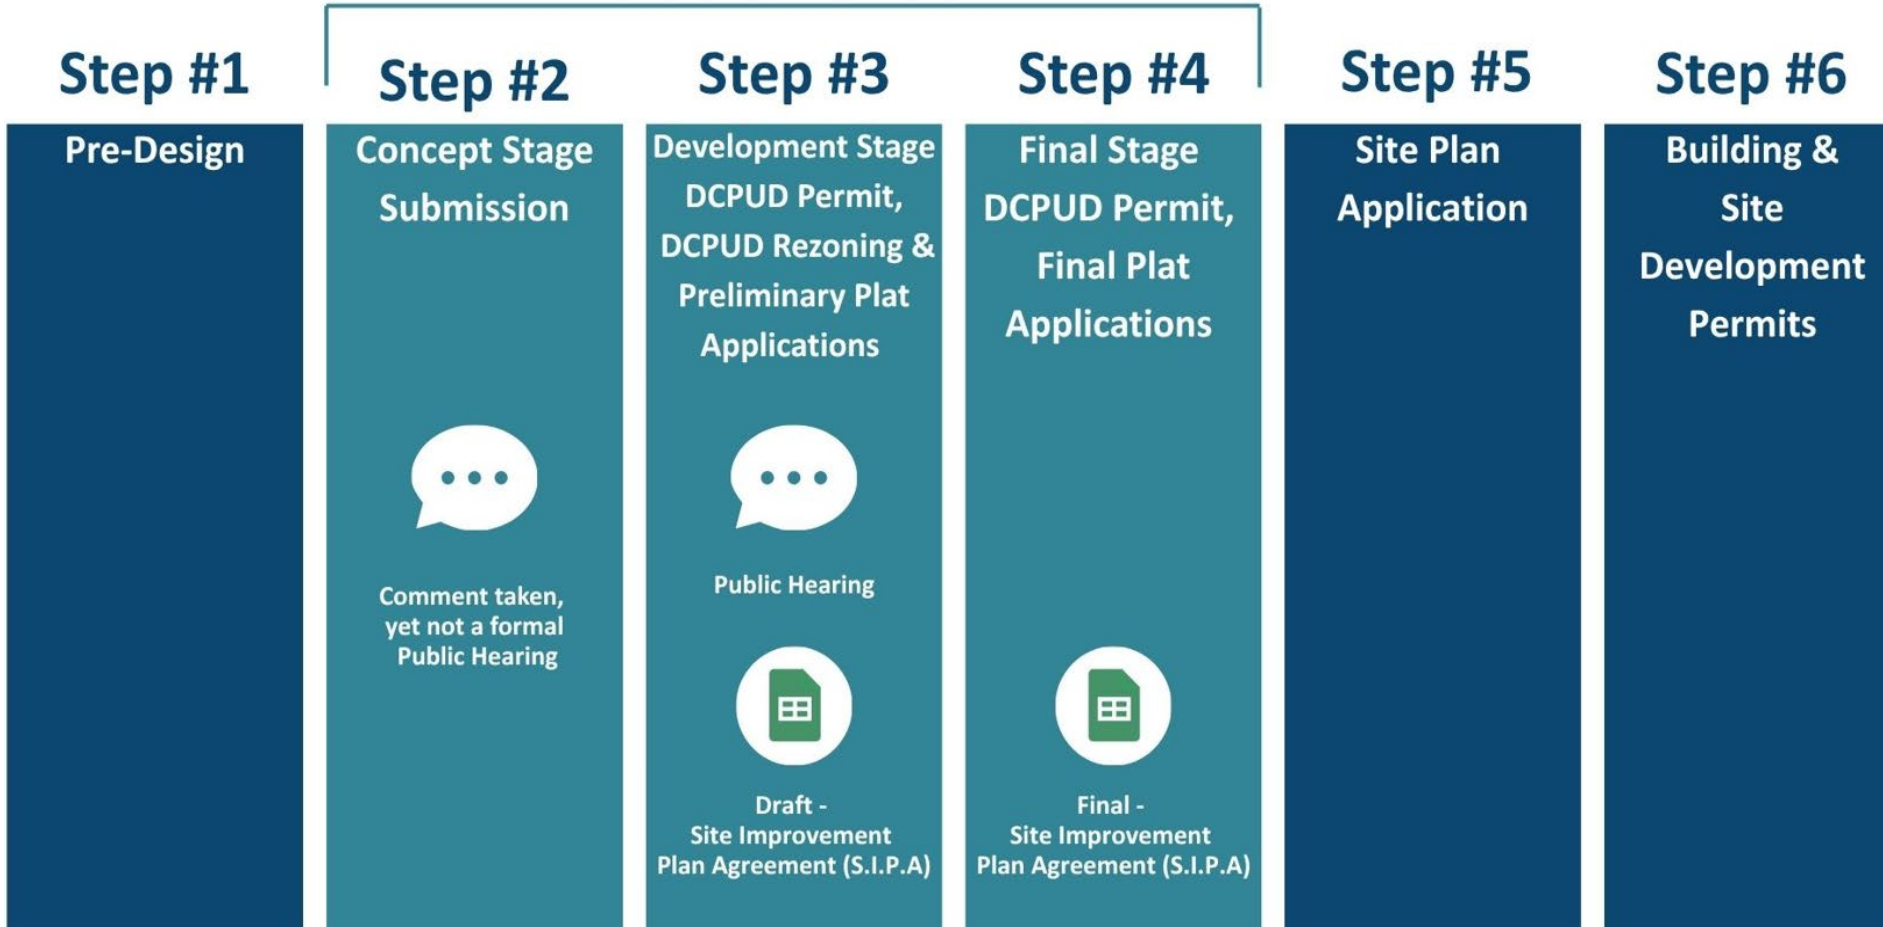 Step #1
Pre-Design
Step #2
Concept Stage
Submission
Comment taken,
yet not a formal
Public Hearing
Step #3
Development Stage
DCPUD Permit,
DCPUD Rezoning &
Preliminary Plat
Applications
Public Hearing
Draft -
Site Improvement
Plan Agreement (S.I.P.A)
Step #4
Final Stage
DCPUD Permit,
Final Plat
Applications
Final -
Site Improvement
Plan Agreement (S.I.P.A)
Step #5
Site Plan
Application
Step #6
Building &
Site
Development
Permits